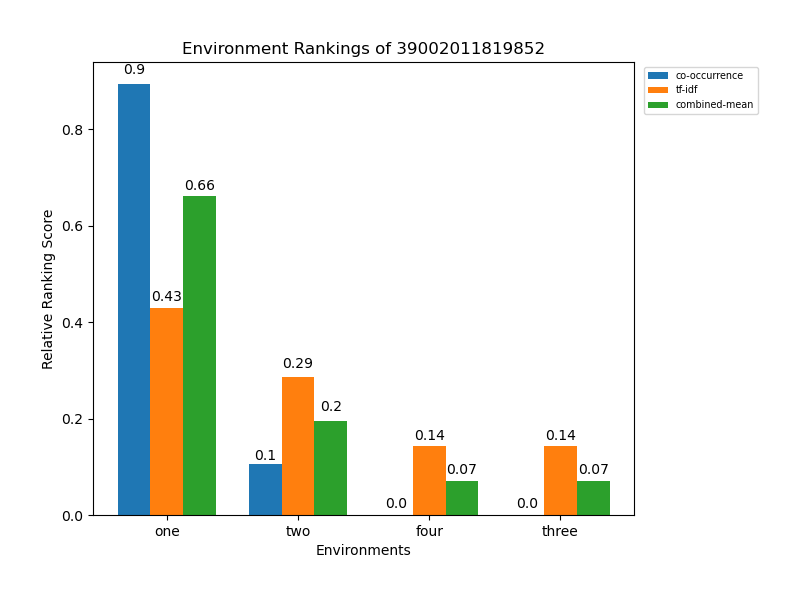 Environment Rankings of 39002011819852
0.9
co-occurrence
tf-idf
combined-mean
0.8
0.66
0.6
Relative Ranking Score
0.43
0.4
0.29
0.2
0.2
0.1
0.14
0.14
0.07
0.07
0.0
0.0
0.0
one
two
four
three
Environments